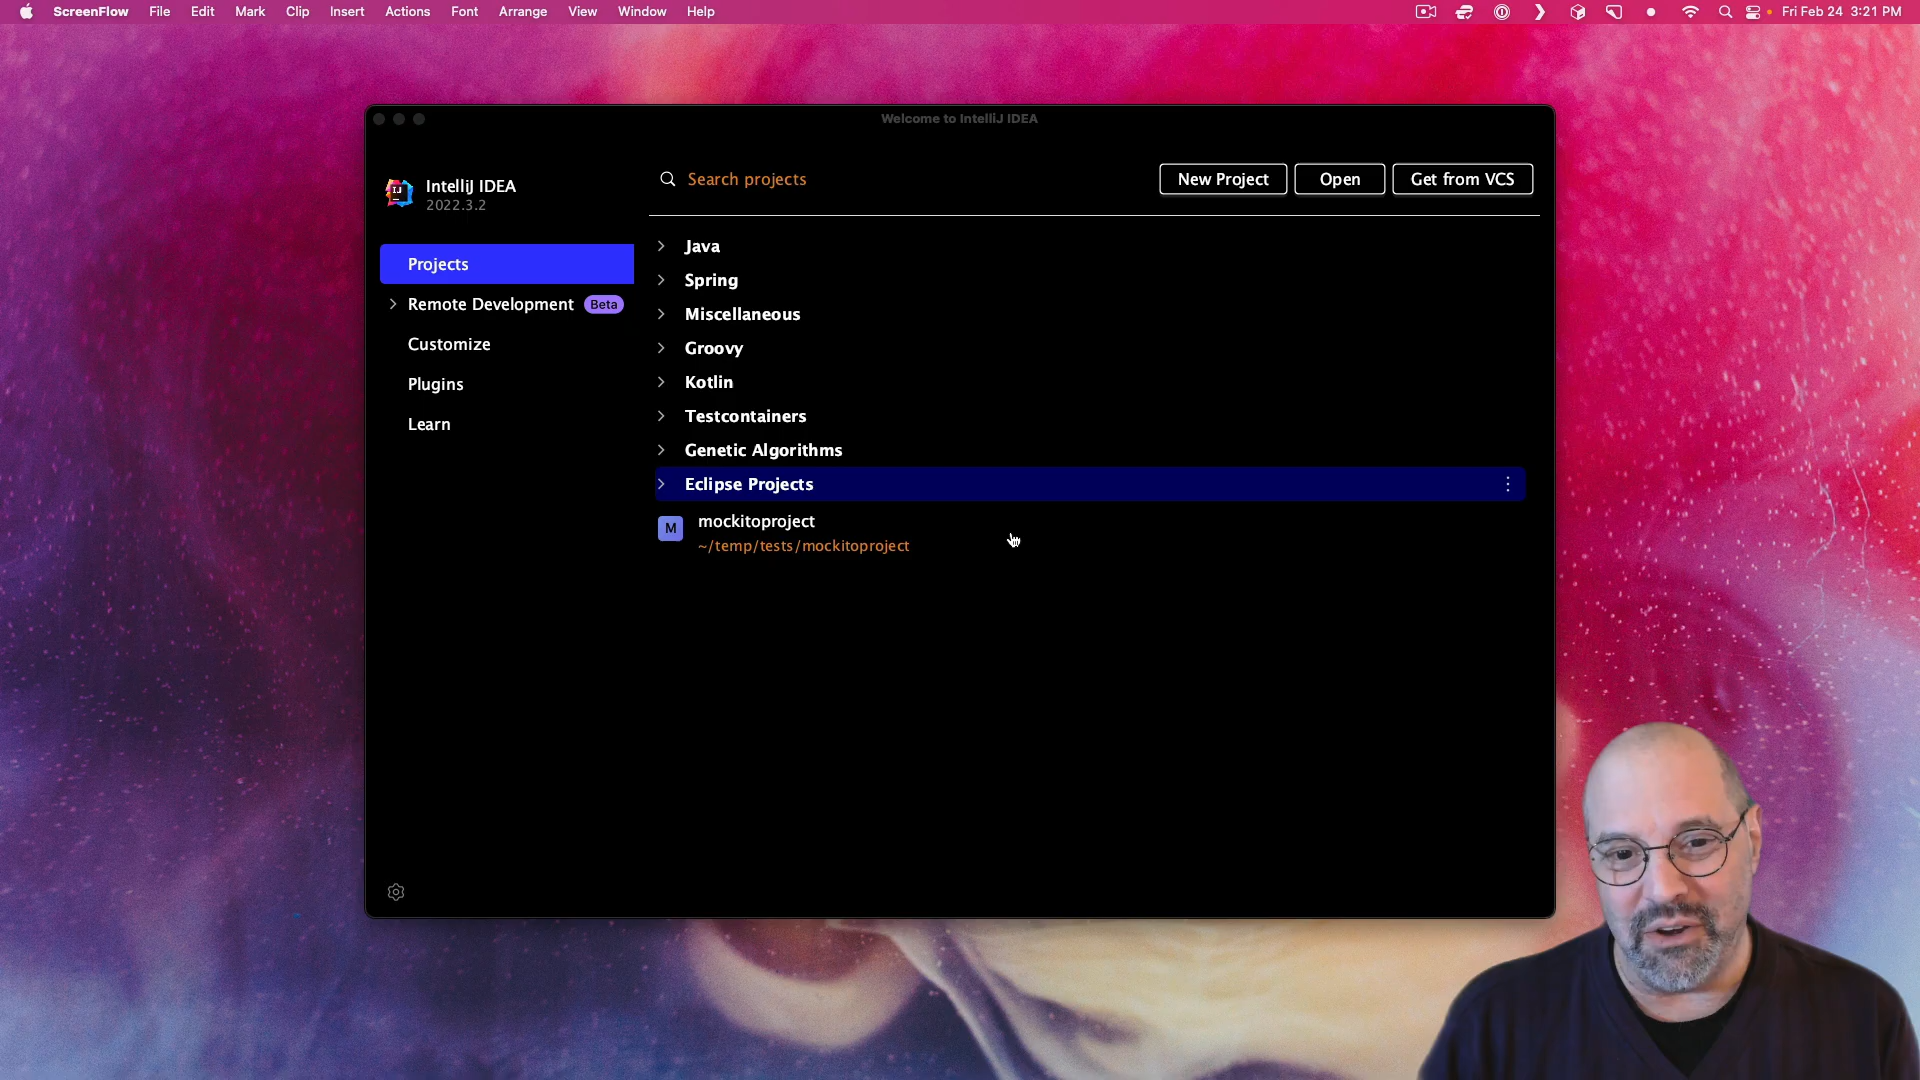 ScreenFlow File Edit Mark Clip Insert Actions Font Arrange View Window Help Fri Feb 24 3:21 PM
Welcome to IntelliJ IDEA
IntelliJ IDEA
2022.3.2
Search projects
New Project
Open
Get from VCS
Projects
Remote Development Beta
Customize
Plugins
Learn
Java
Spring
Miscellaneous
Groovy
Kotlin
Testcontainers
Genetic Algorithms
Eclipse Projects
M
mockitoproject
~/temp/tests/mockitoproject